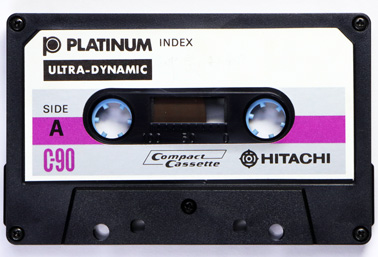 PLATINUM INDEX
ULTRA-DYNAMIC
SIDE
A
C-90
Compact
Cassette
HITACHI